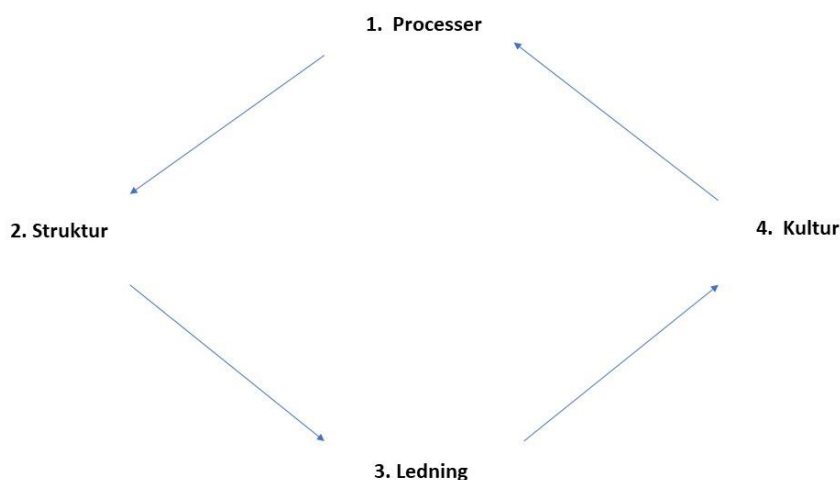 1. Processer
2. Struktur
4. Kultur
3. Ledning